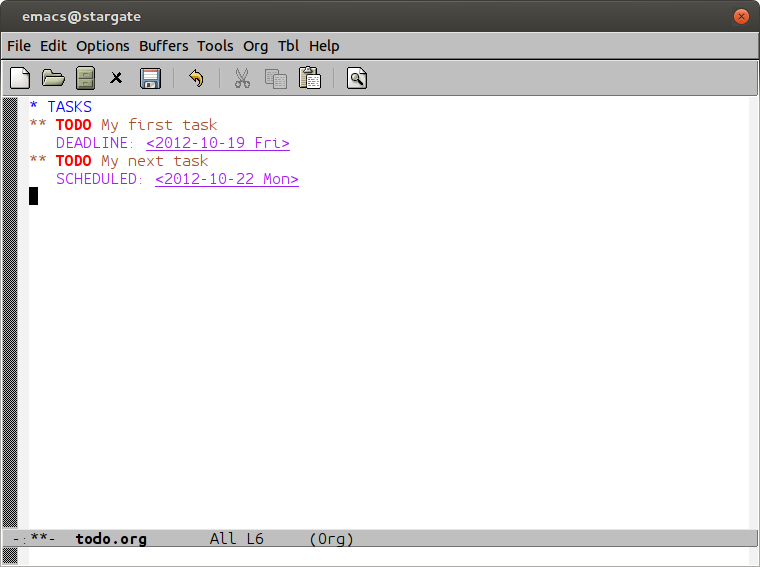 emacs@stargate
File Edit Options Buffers Tools Org Tbl Help
* TASKS
** TODO My first task
   DEADLINE: <2012-10-19 Fri>
** TODO My next task
   SCHEDULED: <2012-10-22 Mon>
-:**-  todo.org       All L6     (Org)